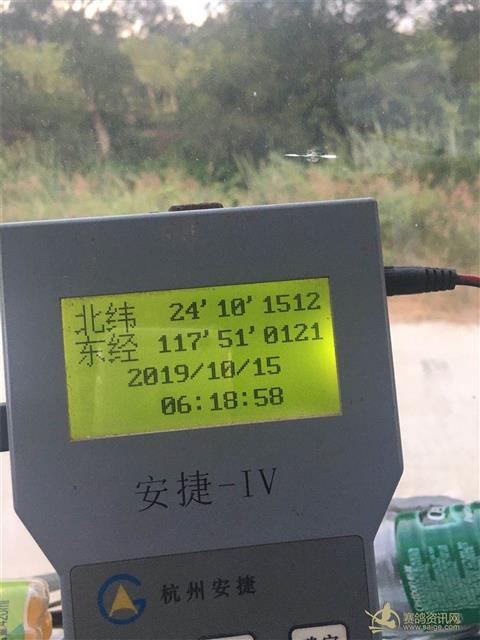 北纬 24' 10' 1512
东经 117' 51' 0121
2019/10/15
06:18:58
安捷-IV
杭州安捷
420ml
赛鸽资讯网
www.saige.com